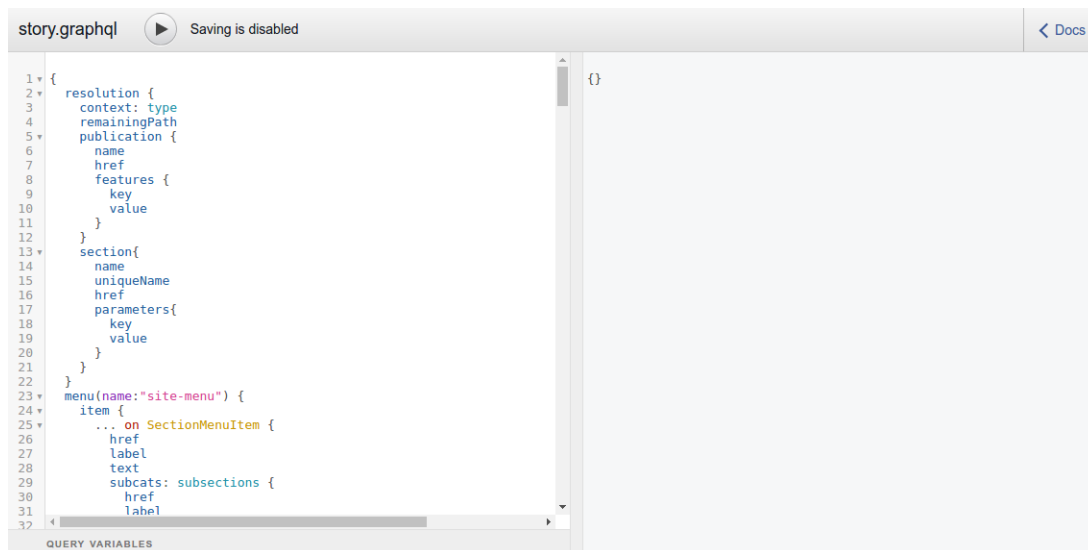 story.graphql Saving is disabled Docs
1 {
2 resolution {
3 context: type
4 remainingPath
5 publication {
6 name
7 href
8 features {
9 key
10 value
11 }
12 }
13 section{
14 name
15 uniqueName
16 href
17 parameters{
18 key
19 value
20 }
21 }
22 }
23 menu(name:"site-menu") {
24 item {
25 ... on SectionMenuItem {
26 href
27 label
28 text
29 subcats: subsections {
30 href
31 label
32
{}
QUERY VARIABLES